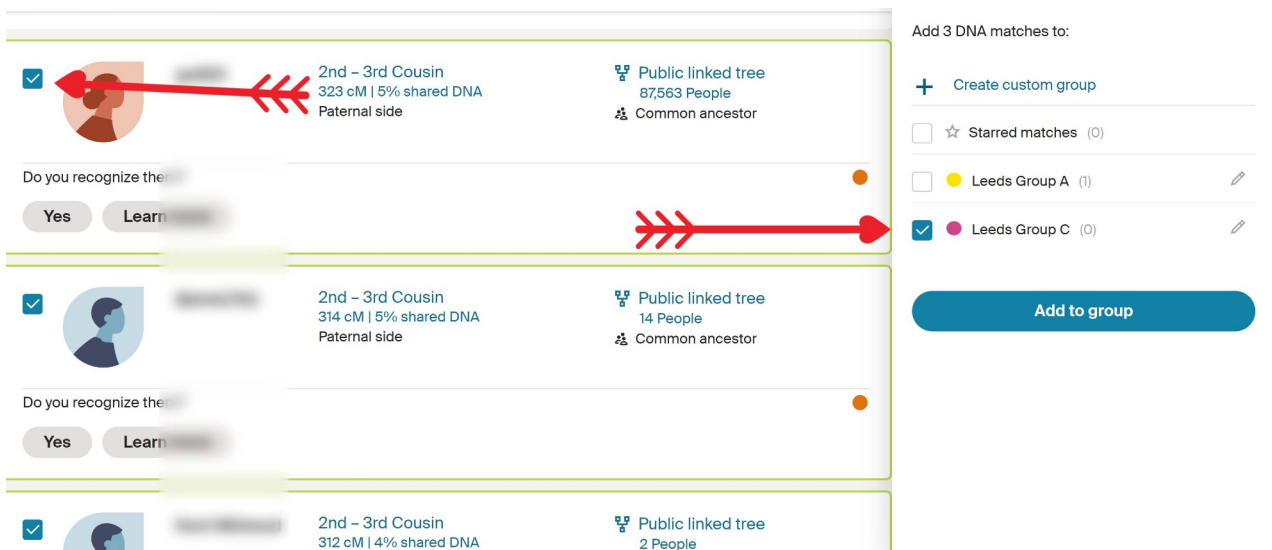 2nd – 3rd Cousin
323 cM | 5% shared DNA
Paternal side
Public linked tree
87,563 People
Common ancestor
Do you recognize
Yes
Learn
2nd – 3rd Cousin
314 cM | 5% shared DNA
Paternal side
Public linked tree
14 People
Common ancestor
Do you recognize
Yes
Learn
2nd – 3rd Cousin
312 cM | 4% shared DNA
Public linked tree
2 People
Add 3 DNA matches to:
+ Create custom group
Starred matches (0)
Leeds Group A (1)
Leeds Group C (0)
Add to group